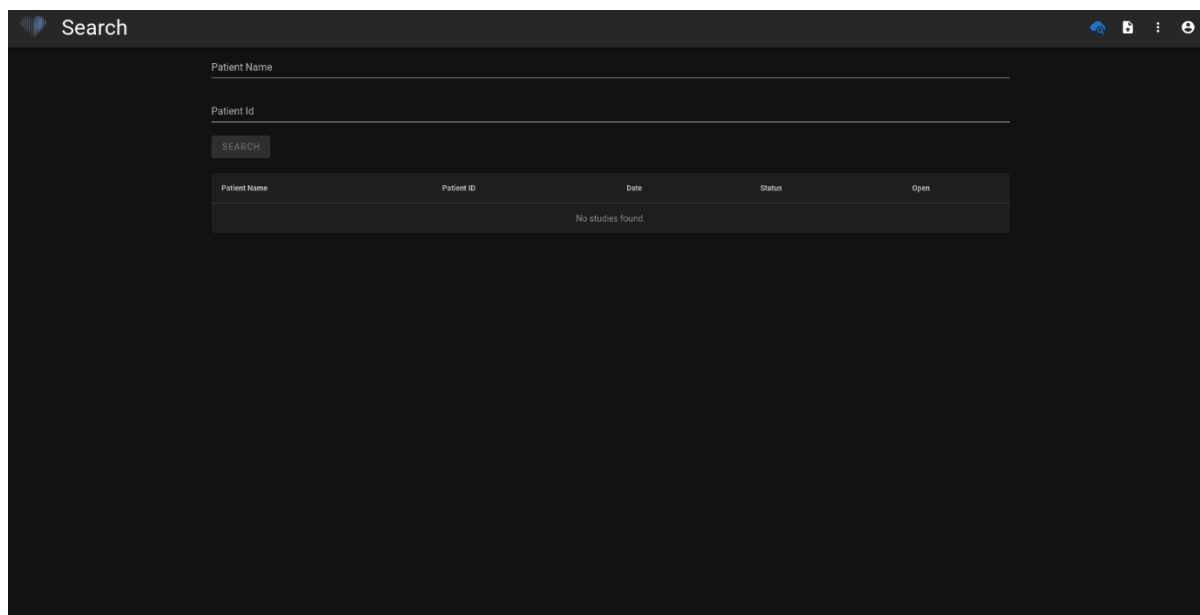 Search
Patient Name
Patient Id
SEARCH
Patient Name Patient ID Date Status Open
No studies found.